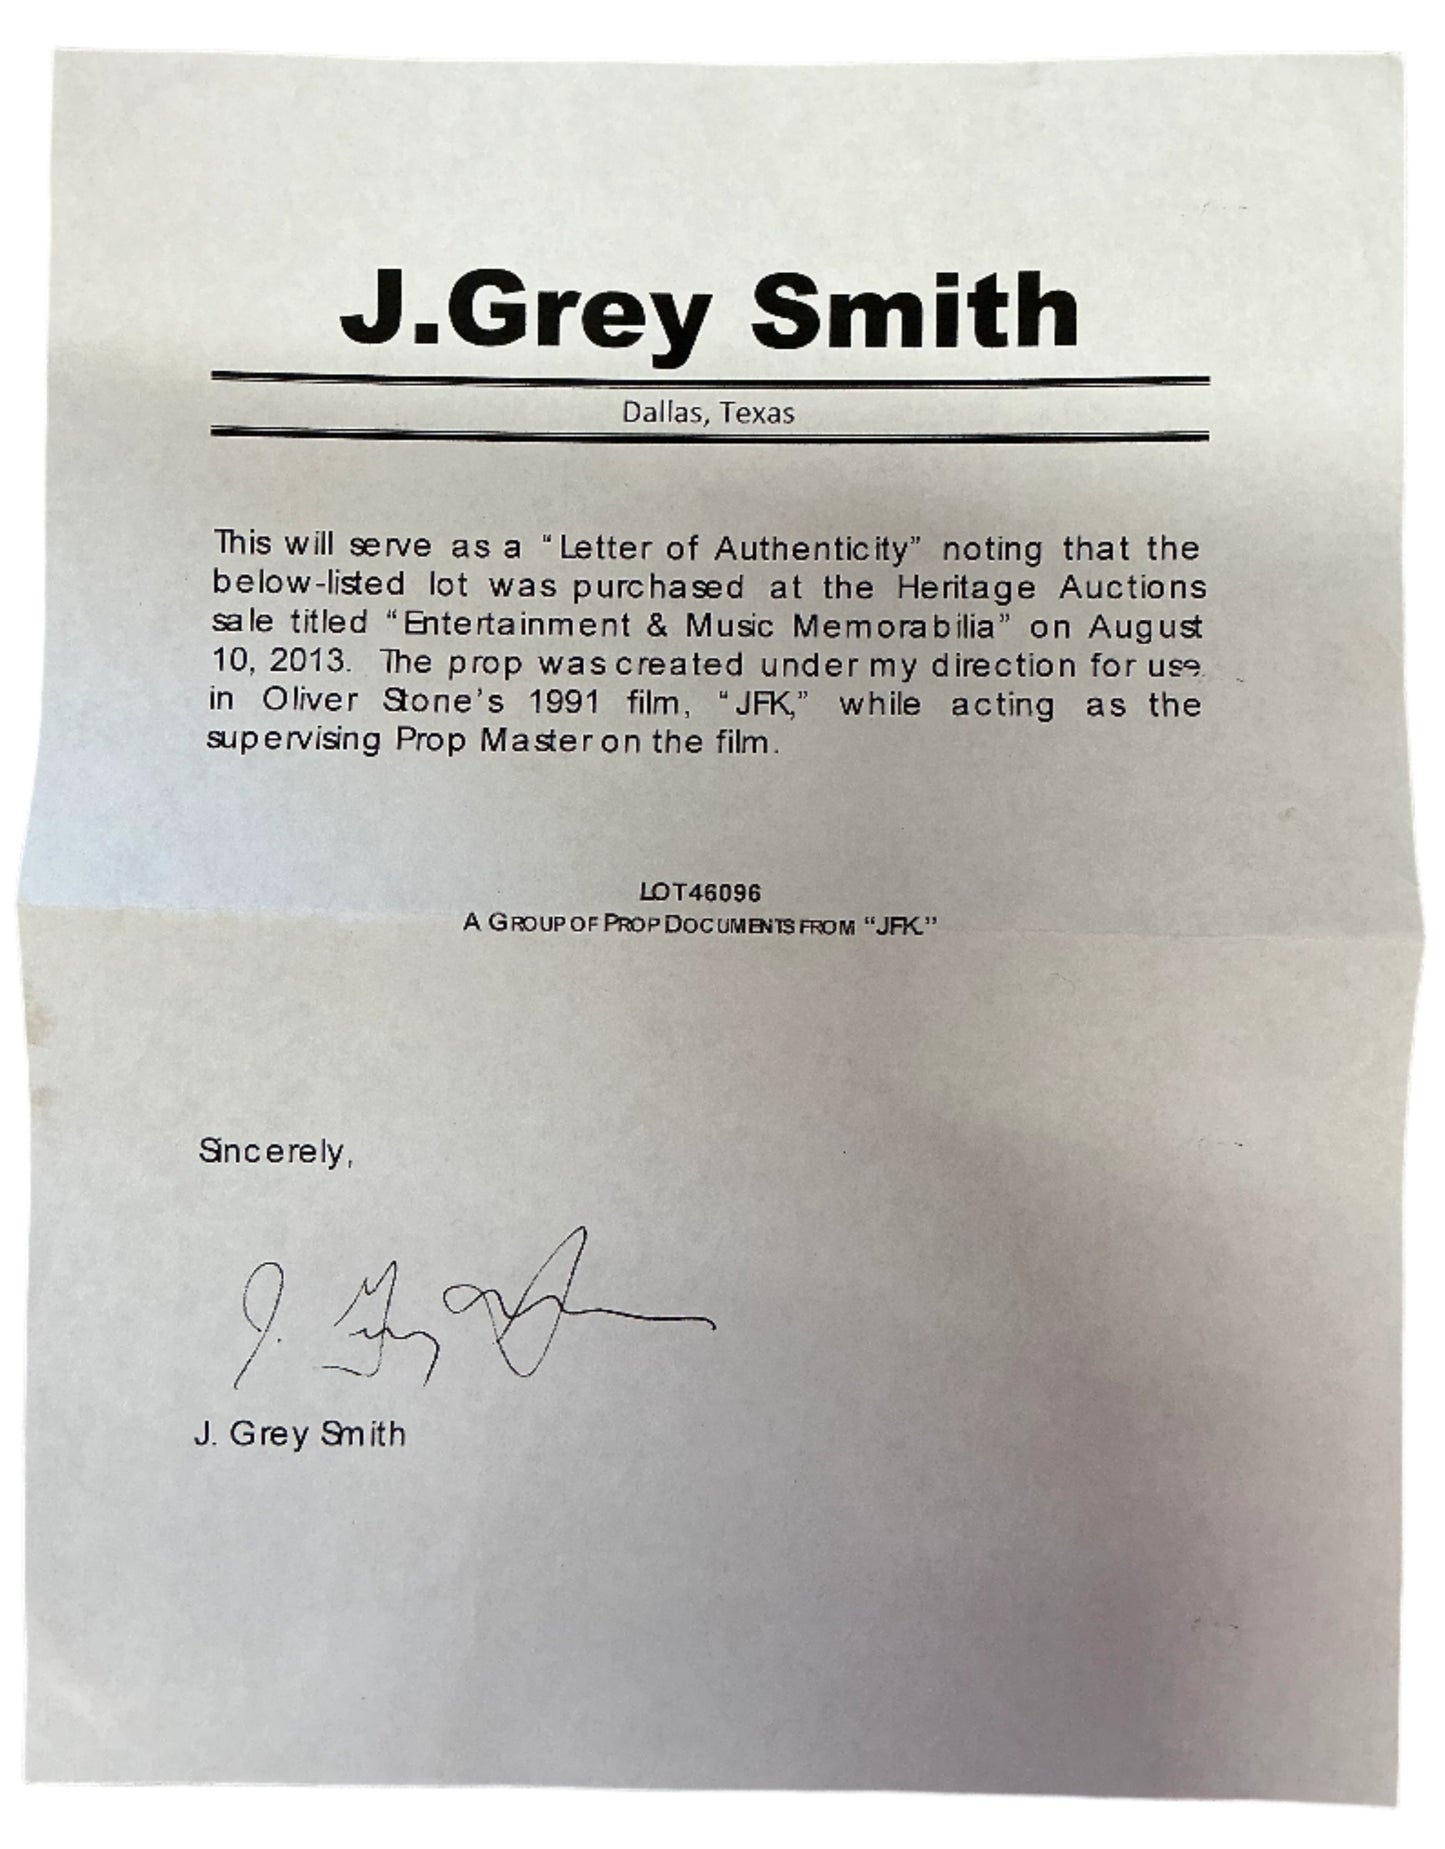 J.Grey Smith
Dallas, Texas
This will serve as a “Letter of Authenticity” noting that the
below-listed lot was purchased at the Heritage Auctions
sale titled “Entertainment & Music Memorabilia” on August
10, 2013. The prop was created under my direction for use
in Oliver Stone’s 1991 film, “JFK,” while acting as the
supervising Prop Master on the film.
LOT46096
A GROUP OF PROP DOCUMENTS FROM “JFK.”
Sincerely,
J. Grey Smith
J. Grey Smith